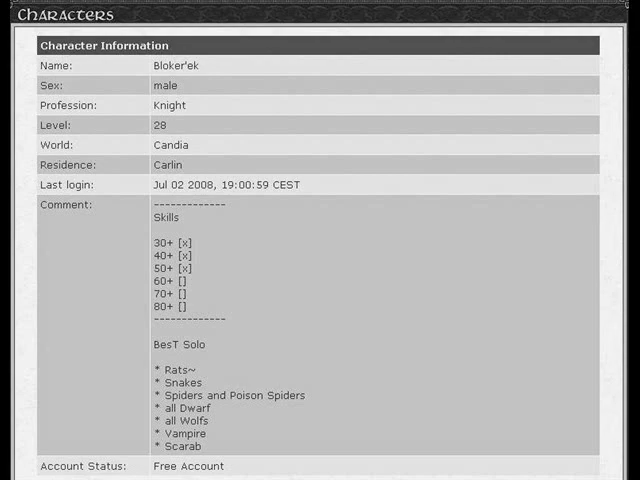 Characters
Character Information
Name: Bloker'ek
Sex: male
Profession: Knight
Level: 28
World: Candia
Residence: Carlin
Last login: Jul 02 2008, 19:00:59 CEST
Comment: -------------
Skills
30+ [x]
40+ [x]
50+ [x]
60+ []
70+ []
80+ []
-------------
BesT Solo
* Rats~
* Snakes
* Spiders and Poison Spiders
* all Dwarf
* all Wolfs
* Vampire
* Scarab
Account Status: Free Account